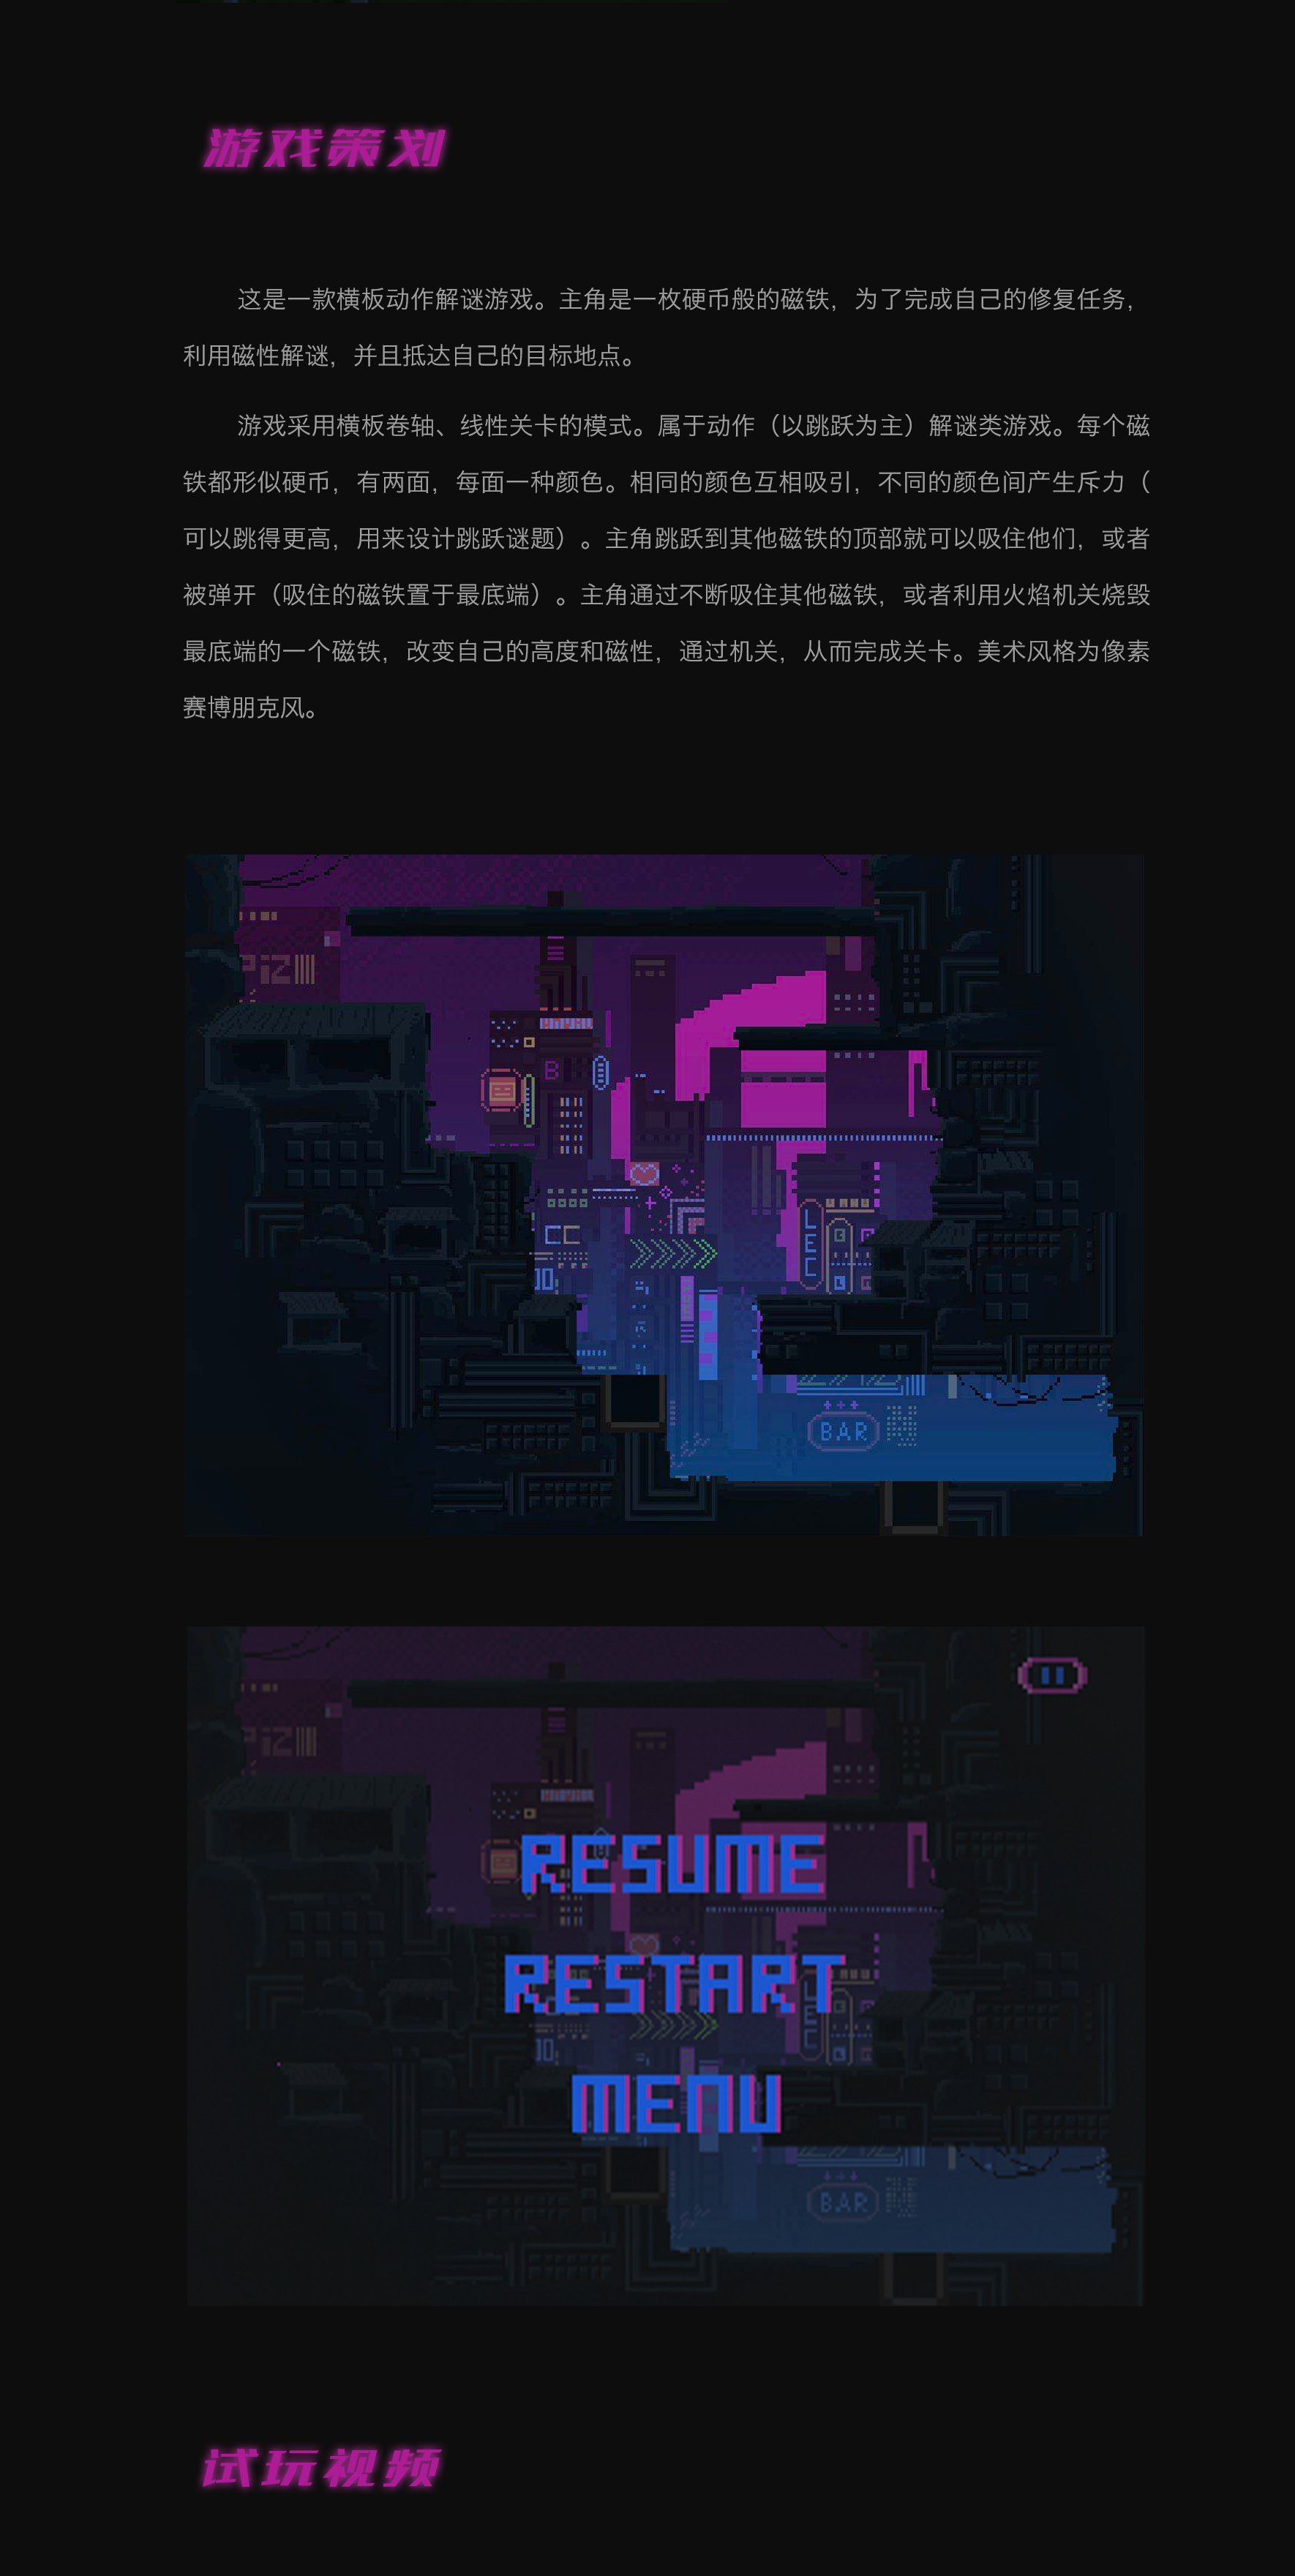 游戏策划
这是一款横板动作解谜游戏。主角是一枚硬币般的磁铁，为了完成自己的修复任务，
利用磁性解谜，并且抵达自己的目标地点。
游戏采用横板卷轴、线性关卡的模式。属于动作（以跳跃为主）解谜类游戏。每个磁
铁都形似硬币，有两面，每面一种颜色。相同的颜色互相吸引，不同的颜色间产生斥力（
可以跳得更高，用来设计跳跃谜题）。主角跳跃到其他磁铁的顶部就可以吸住他们，或者
被弹开（吸住的磁铁置于最底端）。主角通过不断吸住其他磁铁，或者利用火焰机关烧毁
最底端的一个磁铁，改变自己的高度和磁性，通过机关，从而完成关卡。美术风格为像素
赛博朋克风。
B
LEC
BAR
RESUME
RESTART
LEC
MENU
BAR
试玩视频